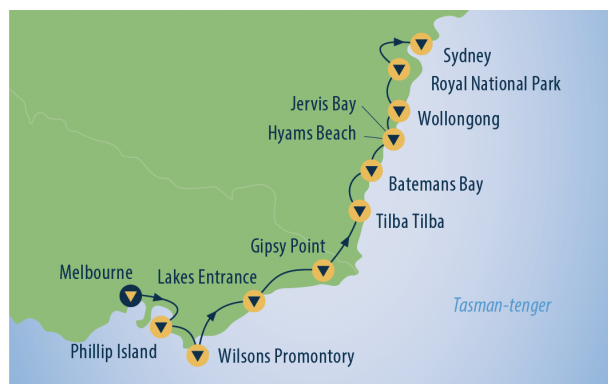 Sydney
Royal National Park
Jervis Bay
Wollongong
Hyams Beach
Batemans Bay
Tilba Tilba
Gipsy Point
Melbourne
Lakes Entrance
Tasman-tenger
Phillip Island
Wilsons Promontory